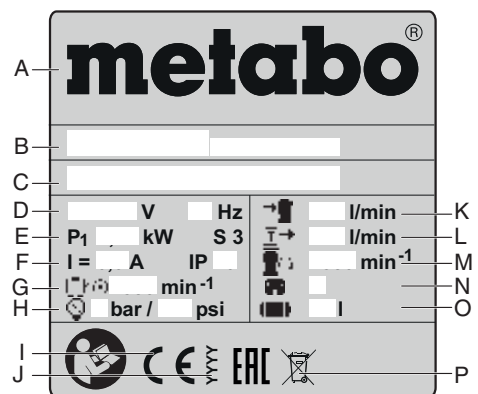 A metabo ®
B
C
D V Hz K l/min
E P1 kW S 3 L l/min
F I = A IP M min-1
G min-1 N
H bar / psi O l
I
J CE YYYY EAC P